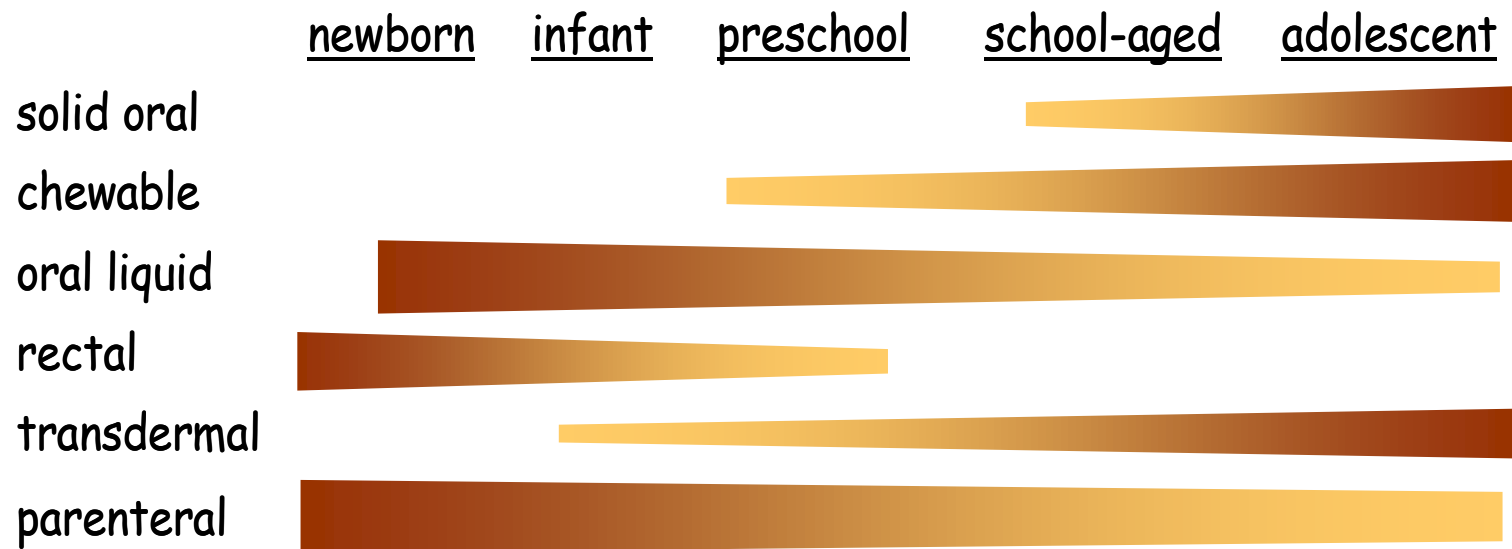 newborn infant preschool school-aged adolescent
solid oral
chewable
oral liquid
rectal
transdermal
parenteral